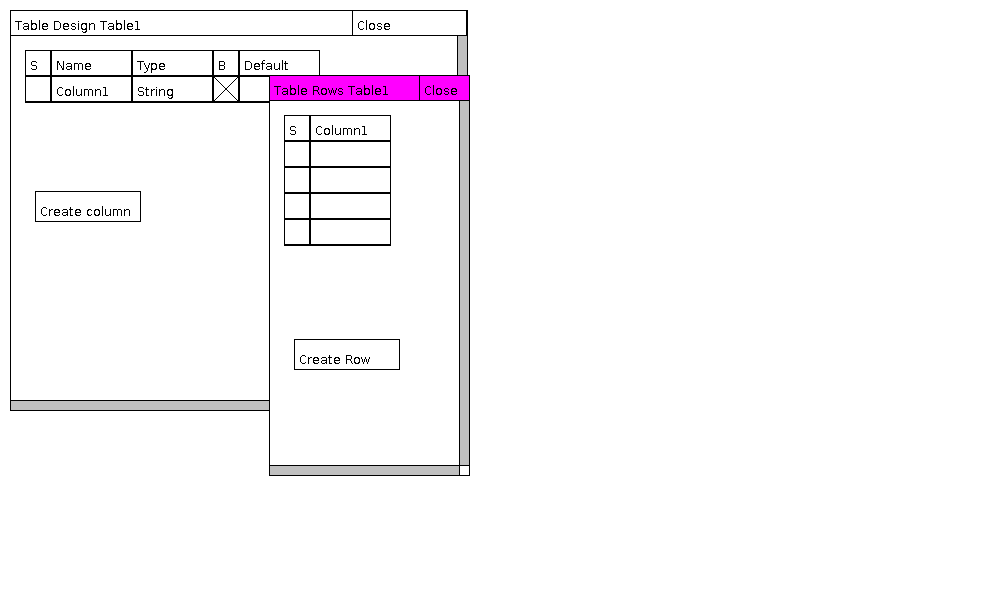 Table Design Table1 Close
S Name Type B Default
Column1 String
Table Rows Table1 Close
S Column1
Create column
Create Row